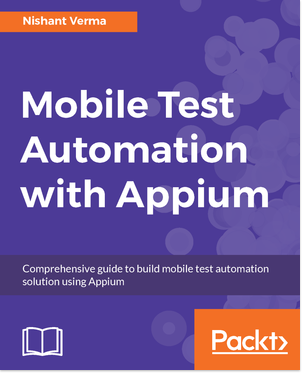 Nishant Verma
Mobile Test
Automation
with Appium
Comprehensive guide to build mobile test automation
solution using Appium
Packt>